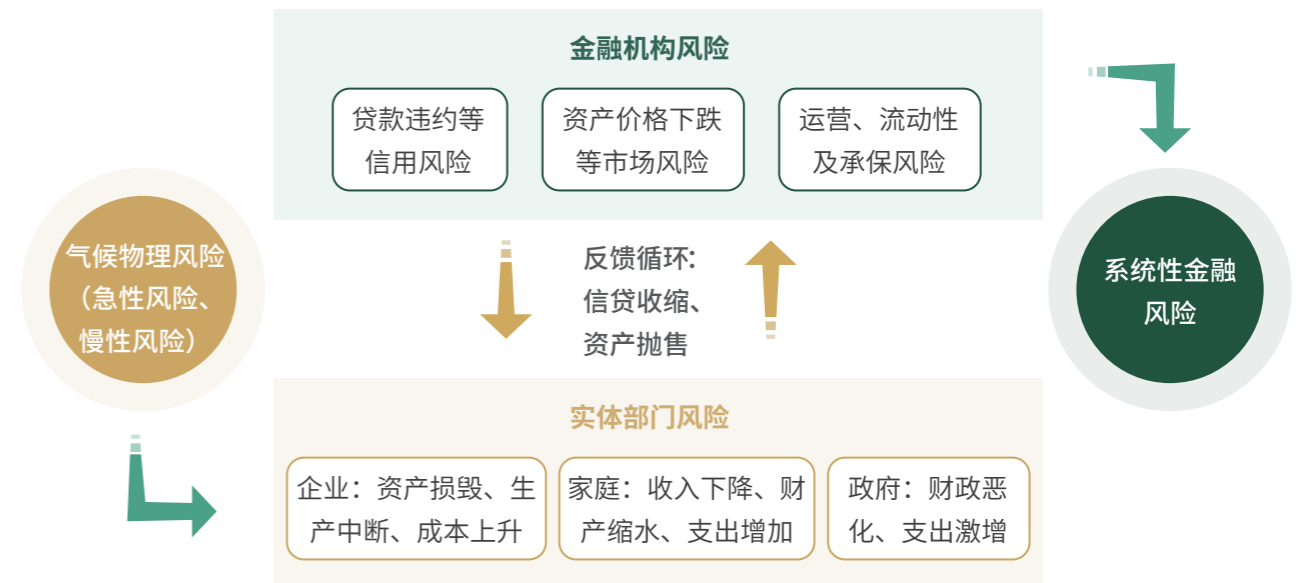 金融机构风险
贷款违约等
信用风险
资产价格下跌
等市场风险
运营、流动性
及承保风险
气候物理风险
（急性风险、
慢性风险）
反馈循环：
信贷收缩、
资产抛售
系统性金融
风险
实体部门风险
企业：资产损毁、生
产中断、成本上升
家庭：收入下降、财
产缩水、支出增加
政府：财政恶
化、支出激增